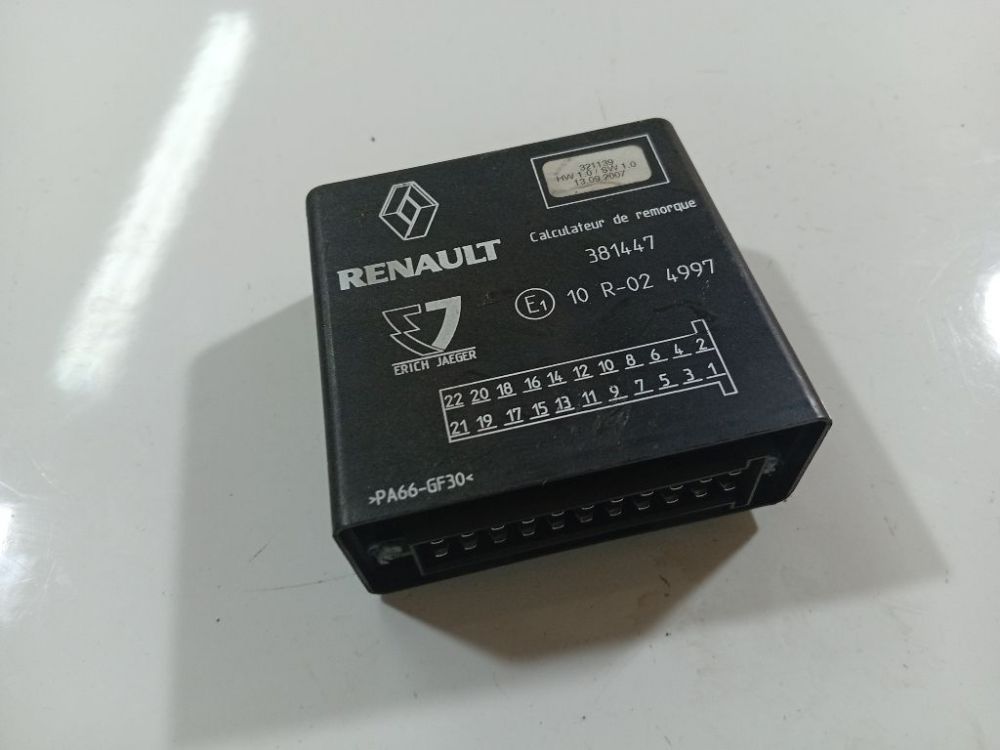 321139
HW 1.0 / SW 1.0
13.09.2007
RENAULT
Calculateur de remorque
381447
E1 10 R-02 4997
ERICH JAEGER
22 20 18 16 14 12 10 8 6 4 2
21 19 17 15 13 11 9 7 5 3 1
>PA66-GF30<